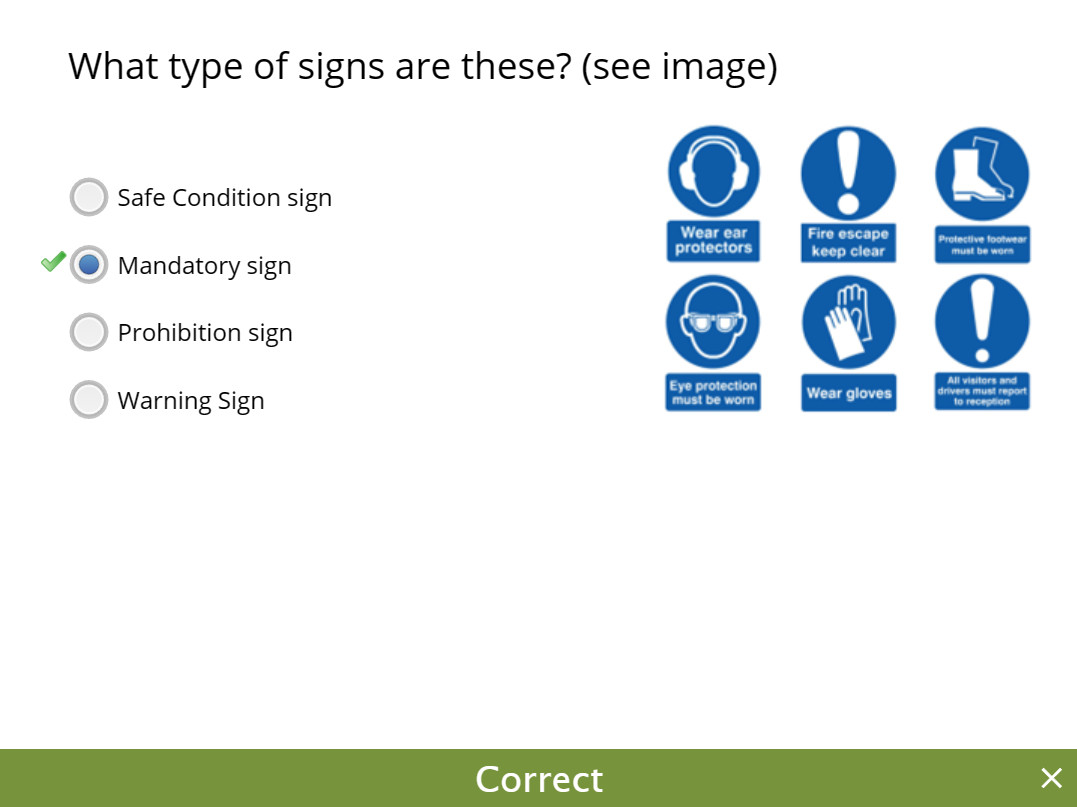 What type of signs are these? (see image)
Safe Condition sign
Mandatory sign
Prohibition sign
Warning Sign
Wear ear
protectors
Fire escape
keep clear
Protective footwear
must be worn
Eye protection
must be worn
Wear gloves
All visitors and
drivers must report
to reception
Correct